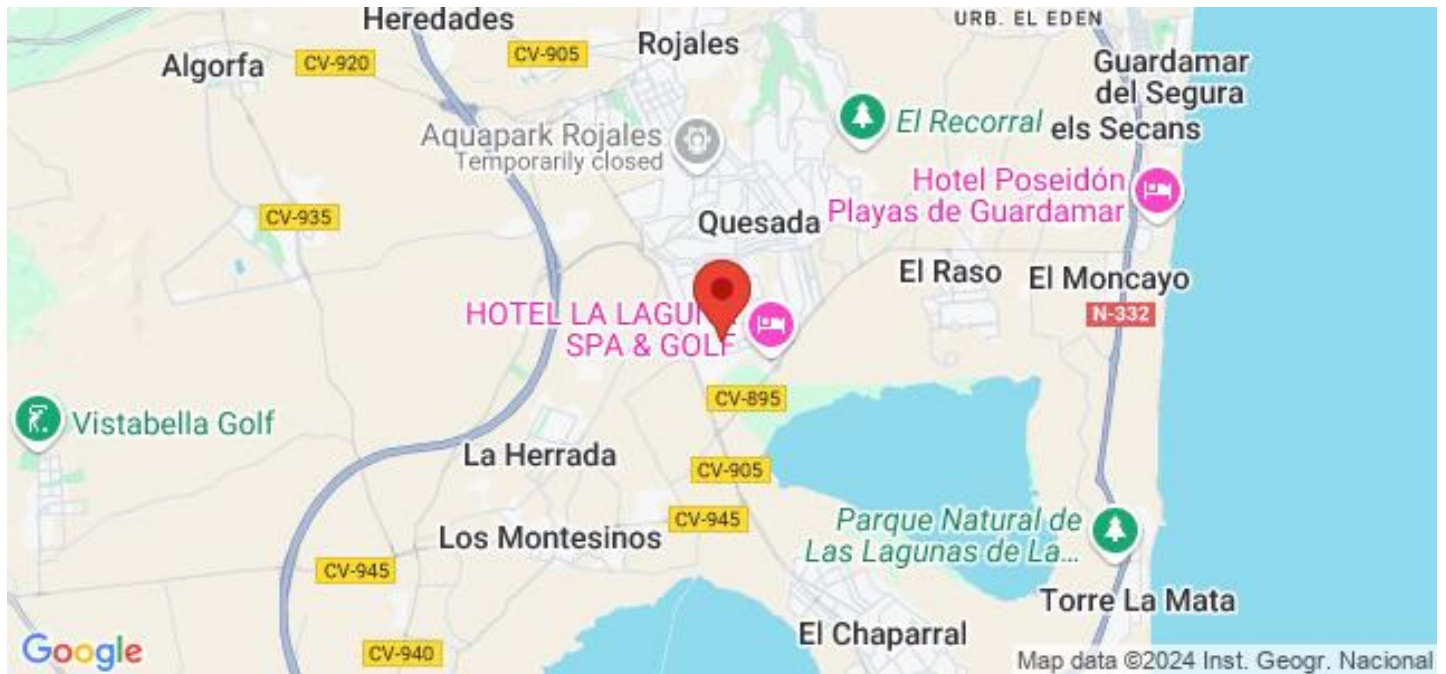 Heredades
URB. EL EDEN
Algorfa
CV-920
CV-905
Rojales
Guardamar
del Segura
Aquapark Rojales
Temporarily closed
El Recorral
els Secans
Hotel Poseidón
Playas de Guardamar
CV-935
Quesada
El Raso
El Moncayo
N-332
HOTEL LA LAGUN
SPA & GOLF
CV-895
Vistabella Golf
La Herrada
CV-905
CV-945
Los Montesinos
Parque Natural de
Las Lagunas de La...
CV-945
Torre La Mata
El Chaparral
CV-940
Google
Map data ©2024 Inst. Geogr. Nacional